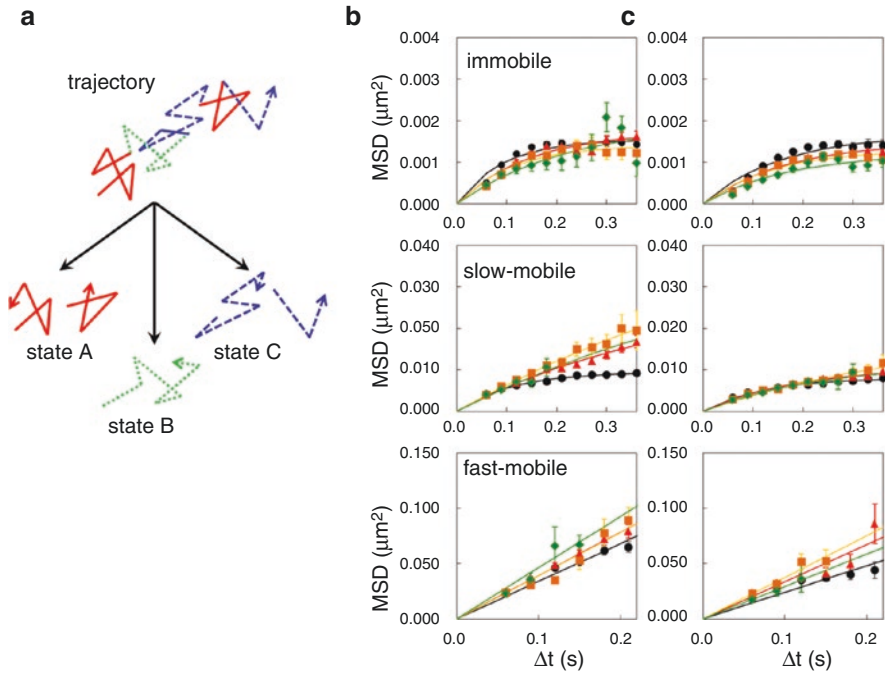 a
trajectory
state A
state C
state B
b
c
0.004
immobile
0.003
0.002
0.001
0.000
0.0 0.1 0.2 0.3
MSD (μm²)
0.004
0.003
0.002
0.001
0.000
0.0 0.1 0.2 0.3
0.040
slow-mobile
0.030
0.050
0.010
0.000
0.0 0.1 0.2 0.3
MSD (μm²)
0.040
0.030
0.020
0.010
0.000
0.0 0.1 0.2 0.3
0.150
fast-mobile
0.100
0.050
0.000
0.0 0.1 0.2
MSD (μm²)
Δt (s)
0.150
0.100
0.050
0.000
0.0 0.1 0.2
Δt (s)